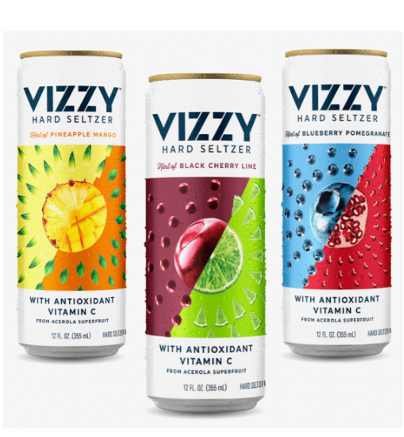 VIZZY
HARD SELTZER
Hint of PINEAPPLE MANGO
WITH ANTIOXIDANT
VITAMIN C
FROM ACEROLA SUPERFRUIT
12 FL. OZ. (355 mL)
VIZZY
HARD SELTZER
Hint of BLACK CHERRY LIME
WITH ANTIOXIDANT
VITAMIN C
FROM ACEROLA SUPERFRUIT
12 FL. OZ. (355 mL) HARD SELTZER
VIZZY
HARD SELTZER
Hint of BLUEBERRY POMEGRANATE
WITH ANTIOXIDANT
VITAMIN C
FROM ACEROLA SUPERFRUIT
12 FL. OZ. (355 mL)